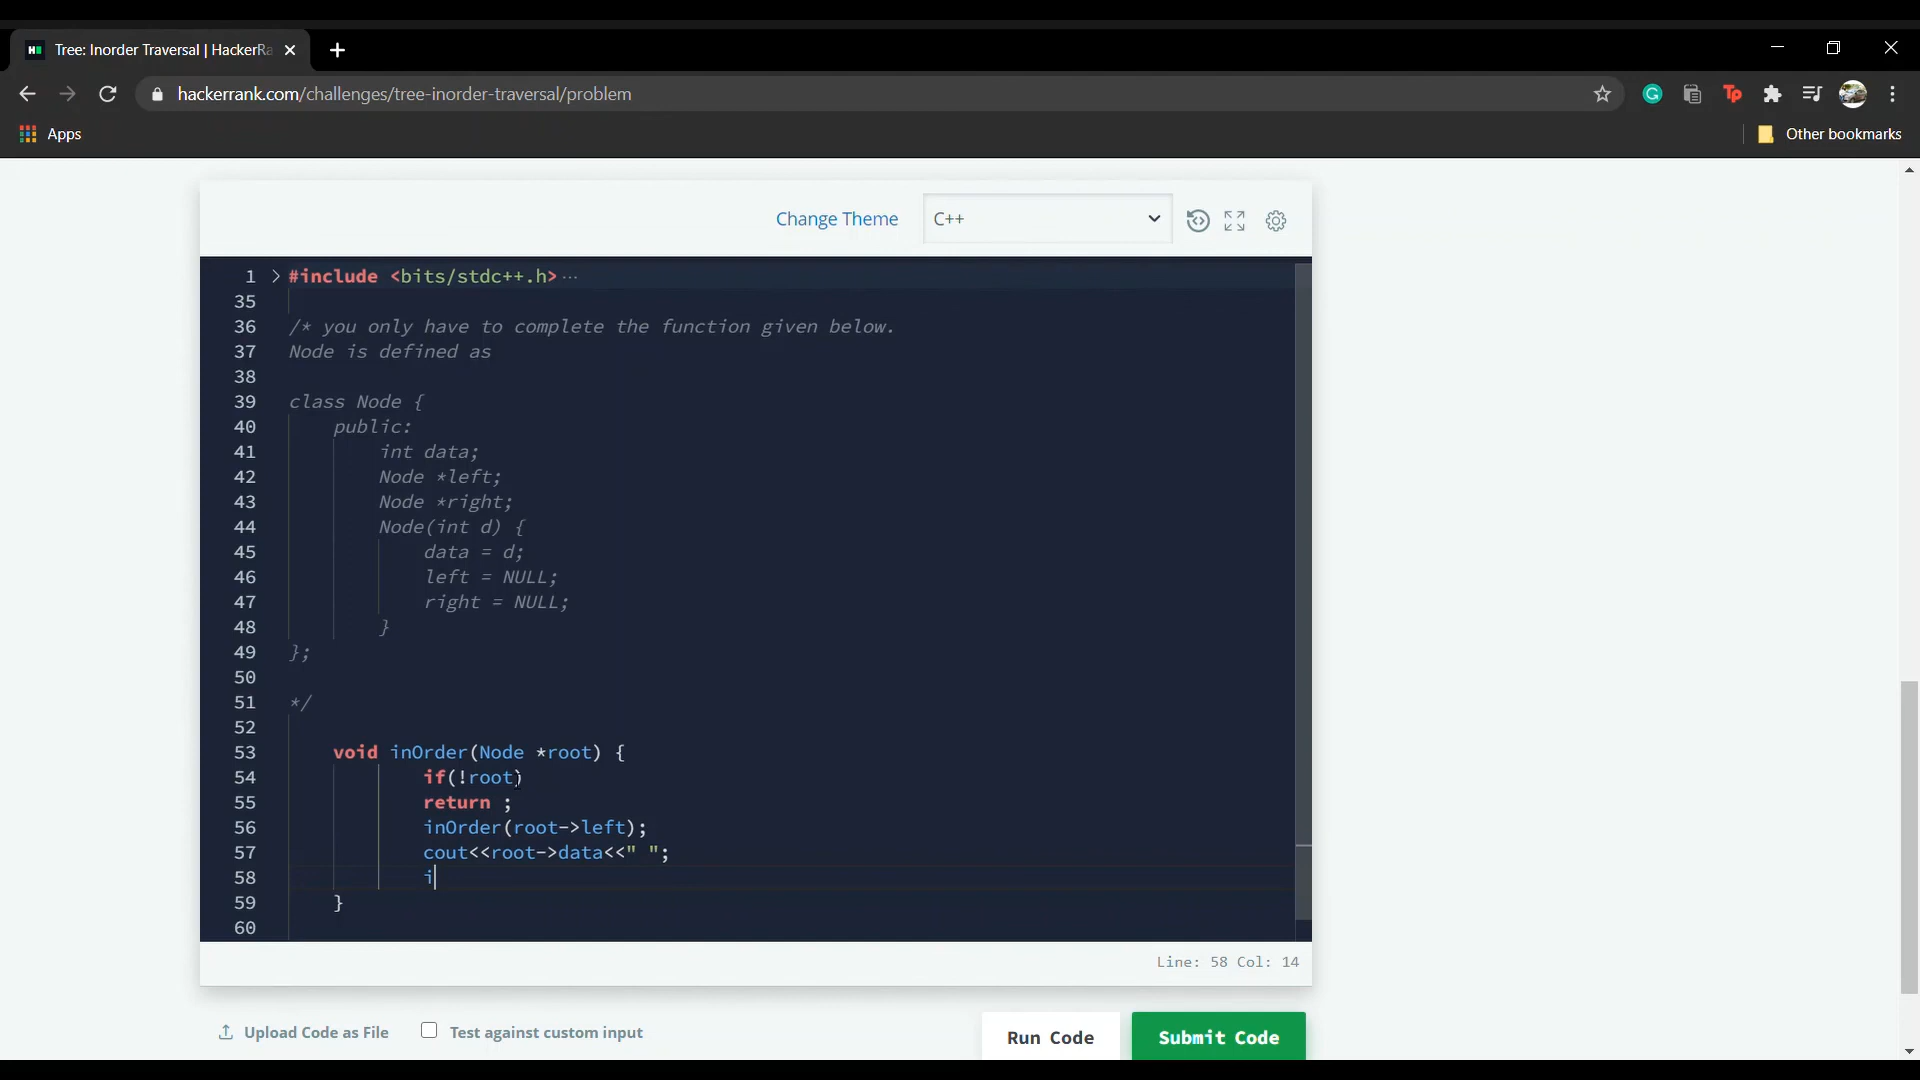 Tree: Inorder Traversal | HackerRa
hackerrank.com/challenges/tree-inorder-traversal/problem
Apps
Other bookmarks
Change Theme
C++
1 #include <bits/stdc++.h> ···
35
36 /* you only have to complete the function given below.
37 Node is defined as
38
39 class Node {
40 public:
41 int data;
42 Node *left;
43 Node *right;
44 Node(int d) {
45 data = d;
46 left = NULL;
47 right = NULL;
48 }
49 };
50
51 */
52
53 void inOrder(Node *root) {
54 if(!root)
55 return ;
56 inOrder(root->left);
57 cout<<root->data<<" ";
58 i
59 }
60
Line: 58 Col: 14
Upload Code as File
Test against custom input
Run Code
Submit Code